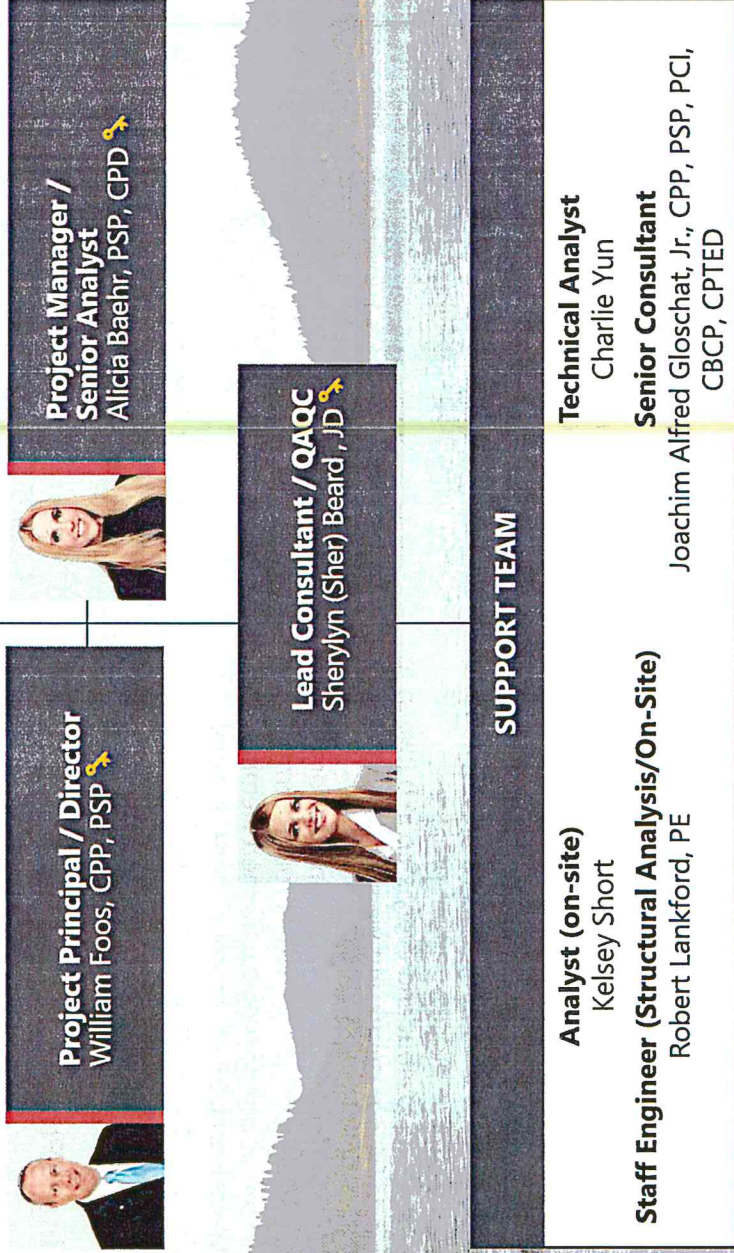 Project Principal / Director
William Foos, CPP, PSP
Project Manager /
Senior Analyst
Alicia Baehr, PSP, CPD
Lead Consultant / QAQC
Sherylyn (Sher) Beard , JD
SUPPORT TEAM
Analyst (on-site)
Kelsey Short
Staff Engineer (Structural Analysis/On-Site)
Robert Lankford, PE
Technical Analyst
Charlie Yun
Senior Consultant
Joachim Alfred Gloschat, Jr., CPP, PSP, PCI,
CBCP, CPTED